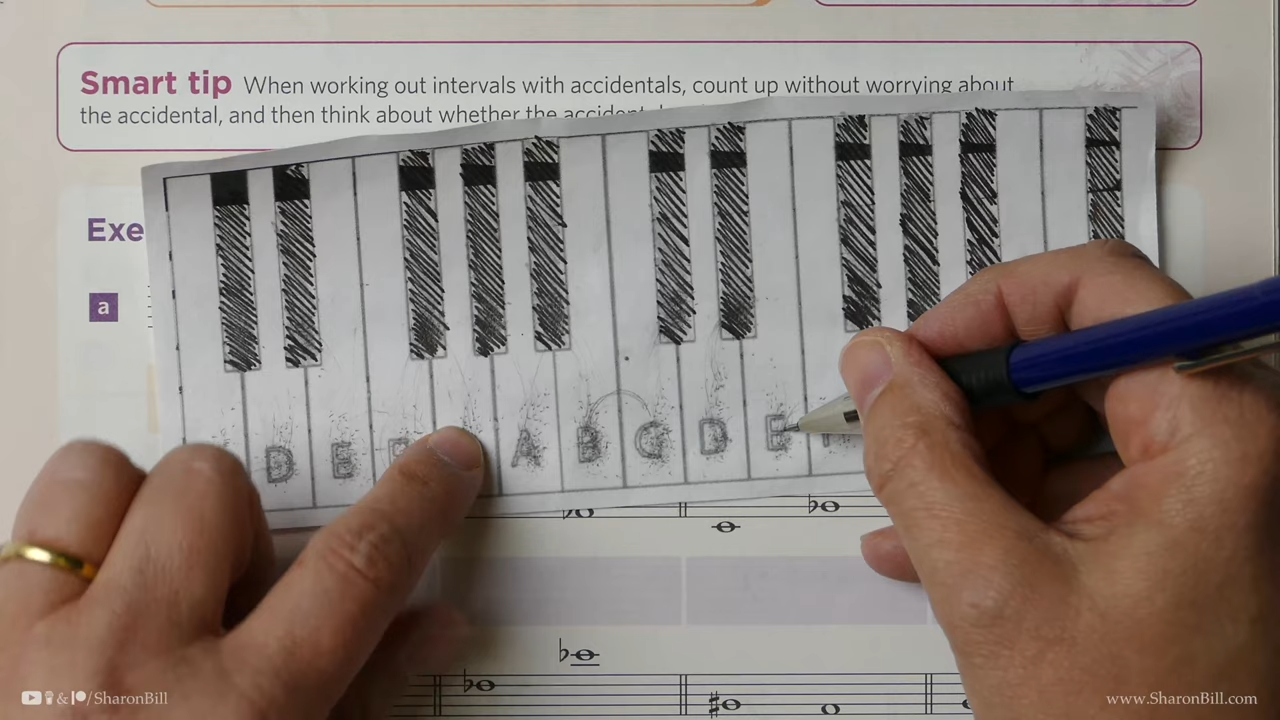 Smart tip When working out intervals with accidentals, count up without worrying about
the accidental, and then think about whether the
Exe
a
D E A B C D E
/SharonBill
www.SharonBill.com